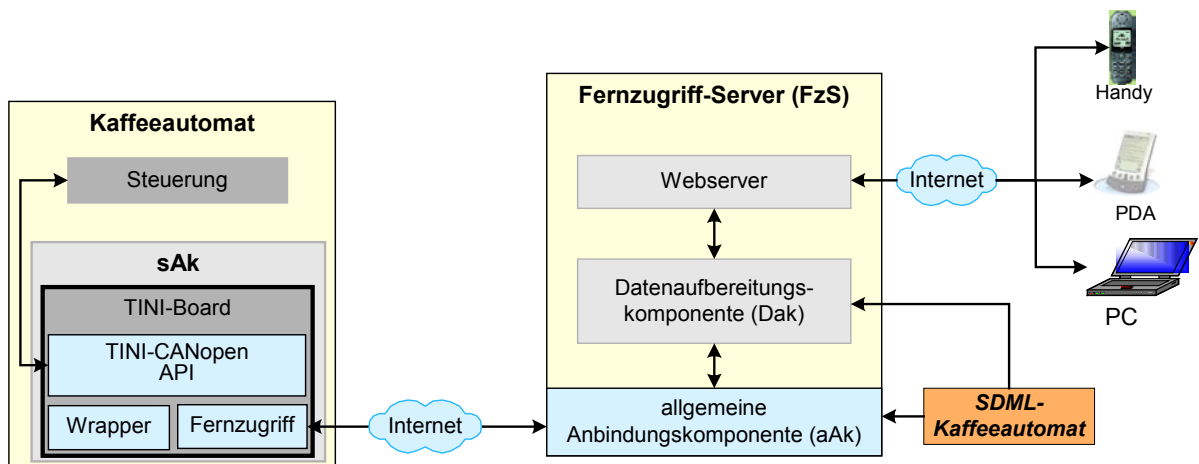 Kaffeeautomat
Steuerung
sAk
TINI-Board
TINI-CANopen
API
Wrapper
Fernzugriff
Internet
Fernzugriff-Server (FzS)
Webserver
Datenaufbereitungs-
komponente (Dak)
allgemeine
Anbindungskomponente (aAk)
Internet
Handy
PDA
PC
SDML-
Kaffeeautomat